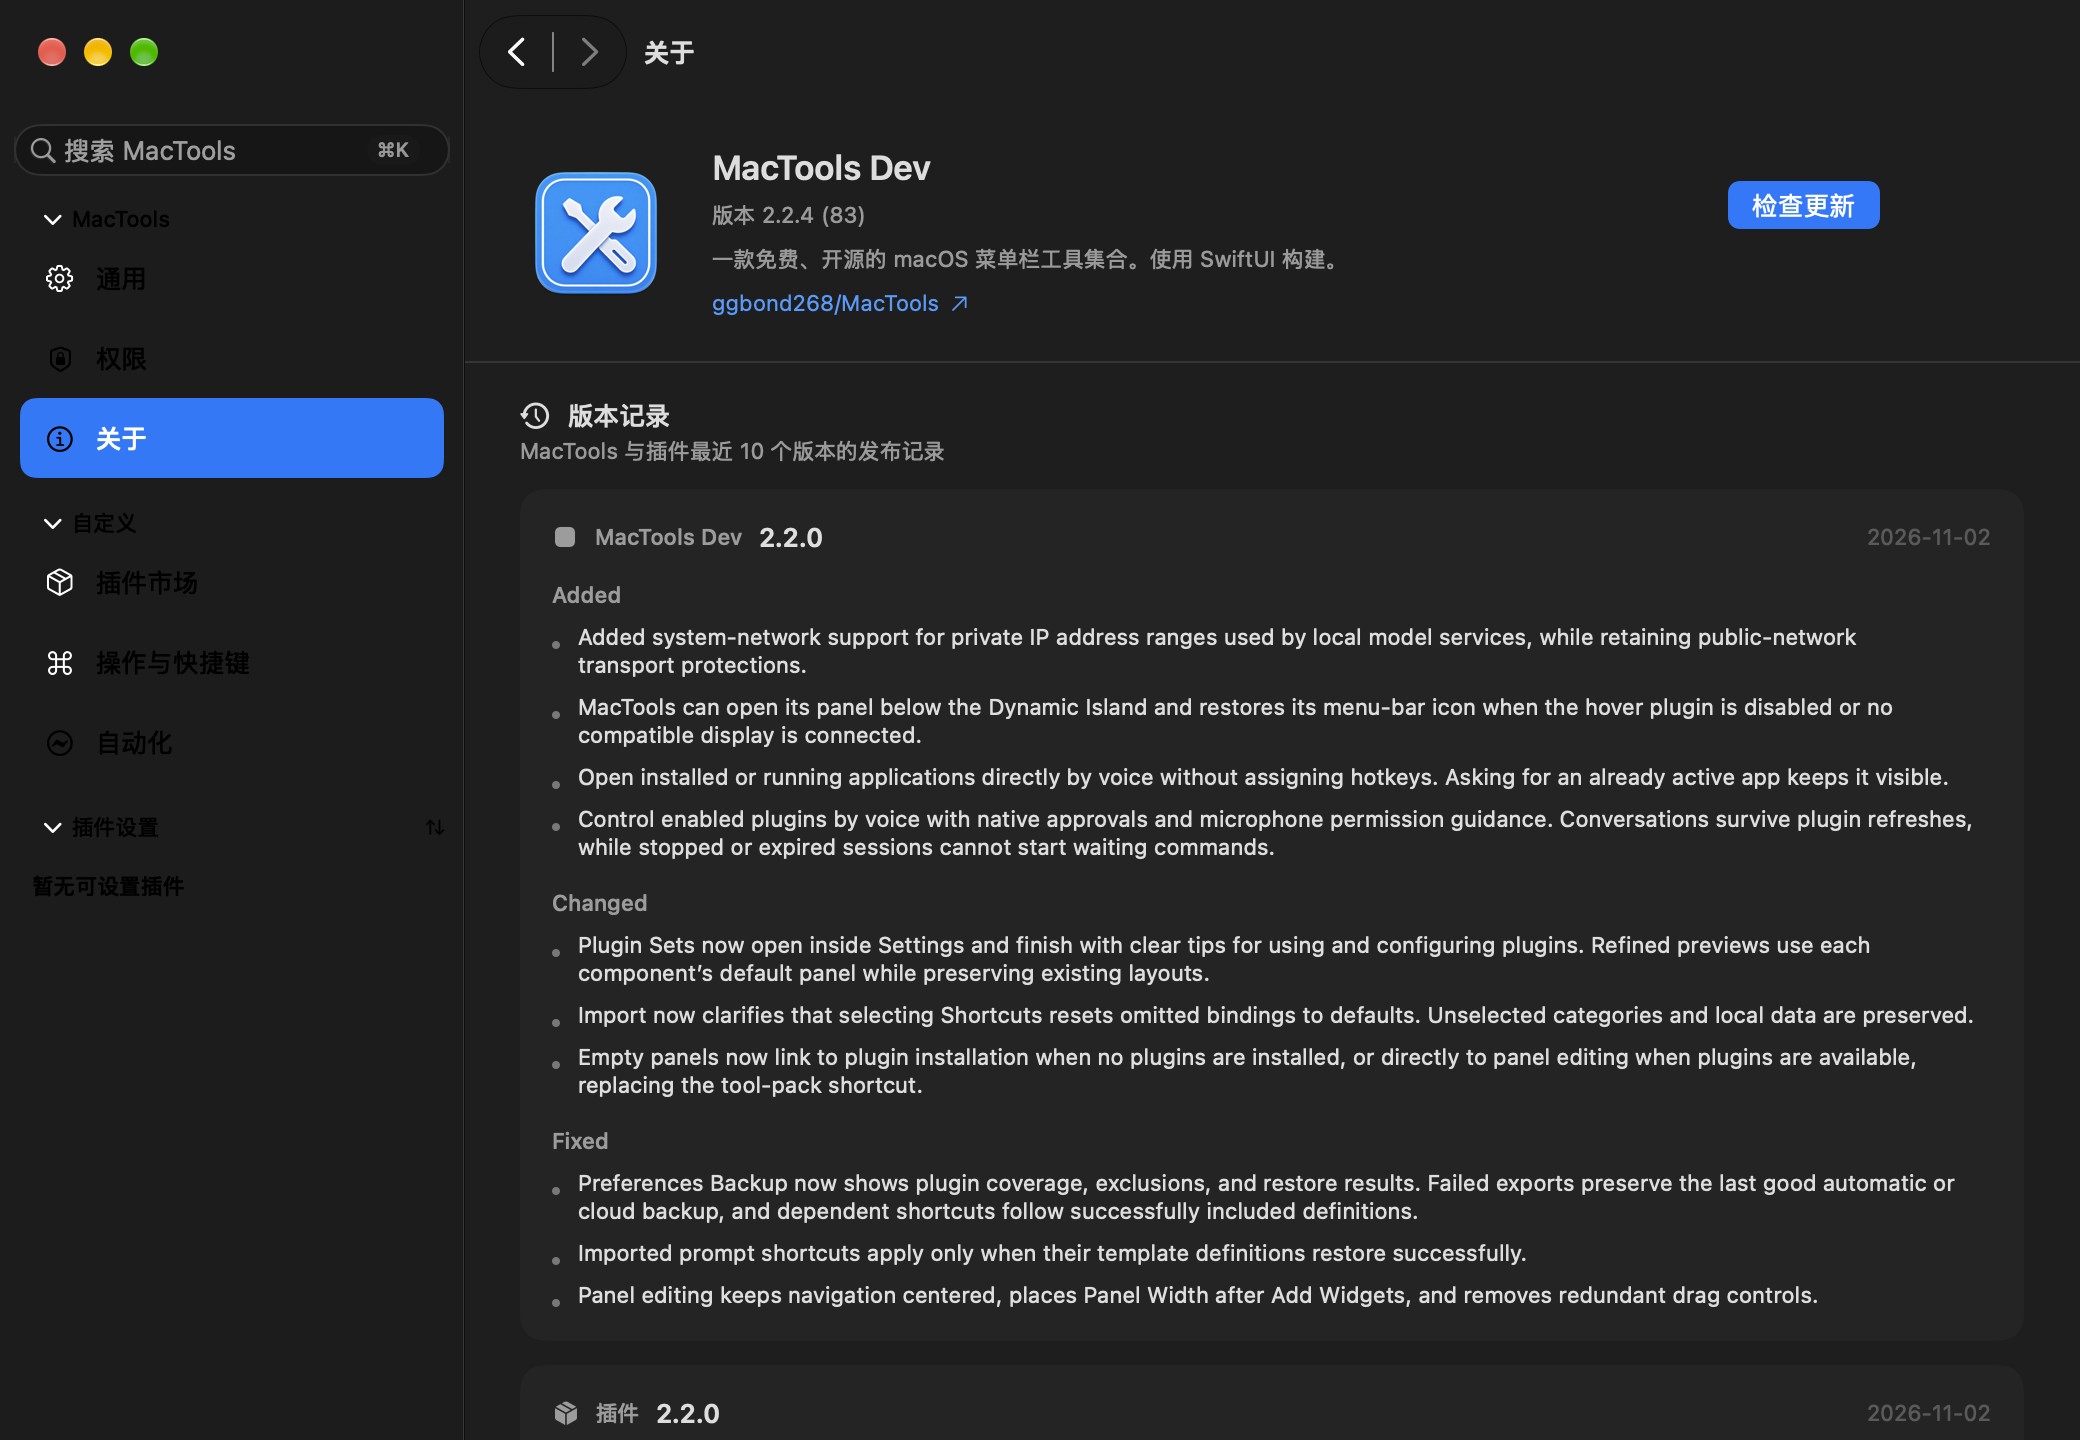 关于
搜索 MacTools ⌘K
MacTools
通用
权限
关于
自定义
插件市场
操作与快捷键
自动化
插件设置
暂无可设置插件
MacTools Dev
版本 2.2.4 (83)
一款免费、开源的 macOS 菜单栏工具集合。使用 SwiftUI 构建。
ggbond268/MacTools ↗
检查更新
版本记录
MacTools 与插件最近 10 个版本的发布记录
MacTools Dev 2.2.0 2026-11-02
Added
• Added system-network support for private IP address ranges used by local model services, while retaining public-network
transport protections.
• MacTools can open its panel below the Dynamic Island and restores its menu-bar icon when the hover plugin is disabled or no
compatible display is connected.
• Open installed or running applications directly by voice without assigning hotkeys. Asking for an already active app keeps it visible.
• Control enabled plugins by voice with native approvals and microphone permission guidance. Conversations survive plugin refreshes,
while stopped or expired sessions cannot start waiting commands.
Changed
• Plugin Sets now open inside Settings and finish with clear tips for using and configuring plugins. Refined previews use each
component’s default panel while preserving existing layouts.
• Import now clarifies that selecting Shortcuts resets omitted bindings to defaults. Unselected categories and local data are preserved.
• Empty panels now link to plugin installation when no plugins are installed, or directly to panel editing when plugins are available,
replacing the tool-pack shortcut.
Fixed
• Preferences Backup now shows plugin coverage, exclusions, and restore results. Failed exports preserve the last good automatic or
cloud backup, and dependent shortcuts follow successfully included definitions.
• Imported prompt shortcuts apply only when their template definitions restore successfully.
• Panel editing keeps navigation centered, places Panel Width after Add Widgets, and removes redundant drag controls.
插件 2.2.0 2026-11-02